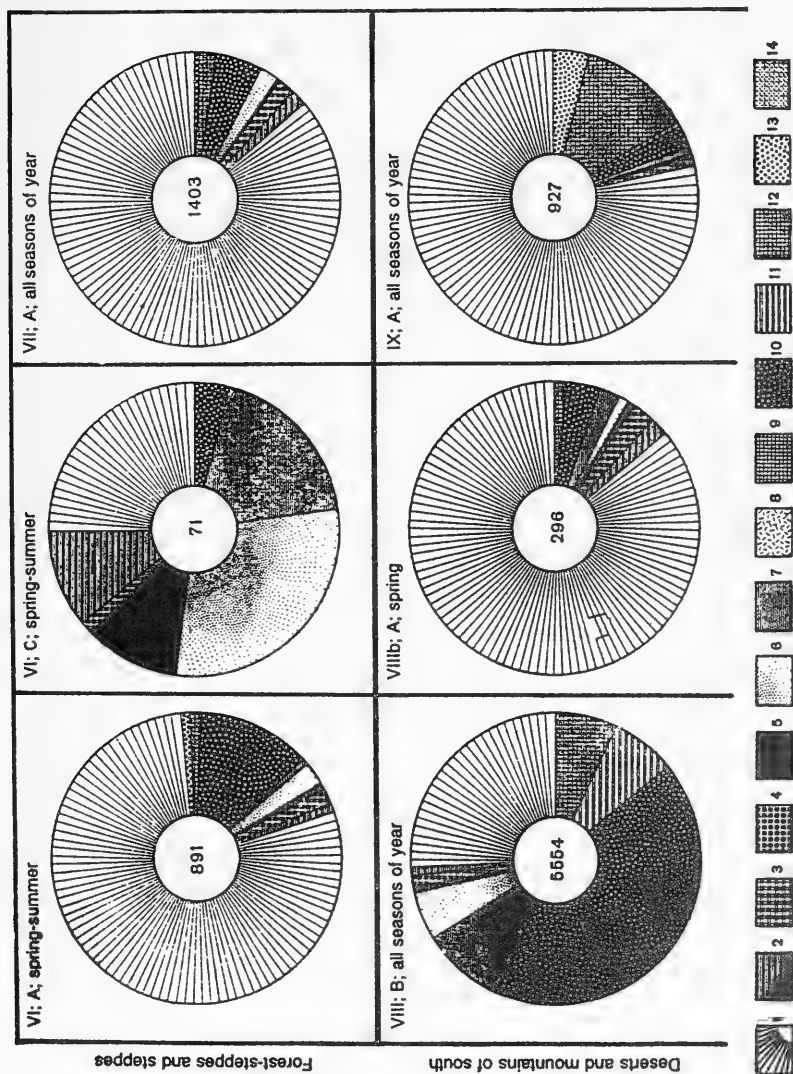 Forest-steppes and steppes
VI; A; spring-summer
891
VI; C; spring-summer
71
VII; A; all seasons of year
1403
Deserts and mountains of south
VIII; B; all seasons of year
5554
VIIIb; A; spring
296
IX; A; all seasons of year
927
1 2 3 4 5 6 7 8 9 10 11 12 13 14